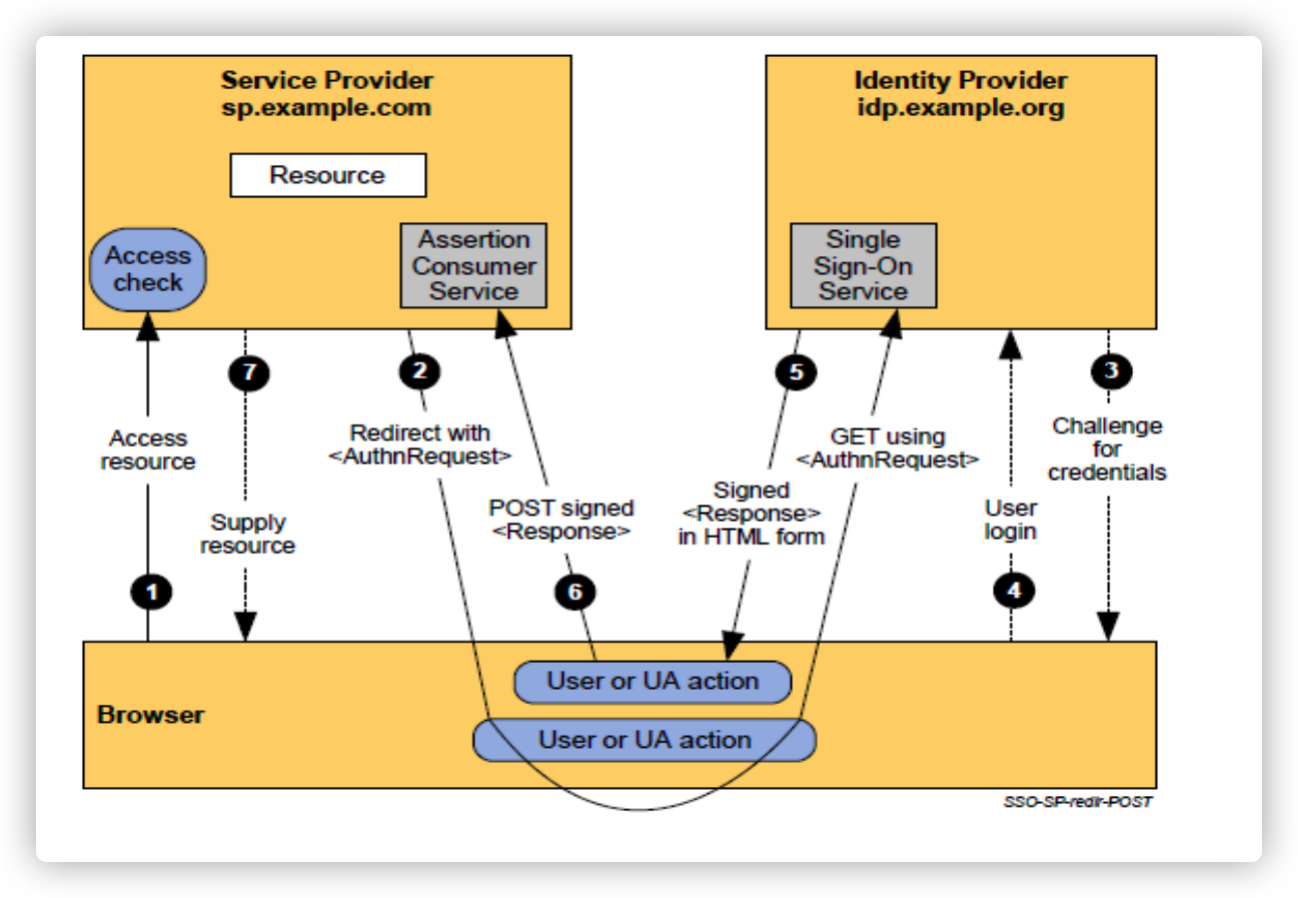 Service Provider
sp.example.com
Resource
Access
check
Assertion
Consumer
Service
Identity Provider
idp.example.org
Single
Sign-On
Service
7
2
5
3
Access
resource
Supply
resource
Redirect with
<AuthnRequest>
POST signed
<Response>
Signed
<Response>
in HTML form
GET using
<AuthnRequest>
User
login
Challenge
for
credentials
1
6
4
User or UA action
Browser
User or UA action
SSO-SP-redir-POST